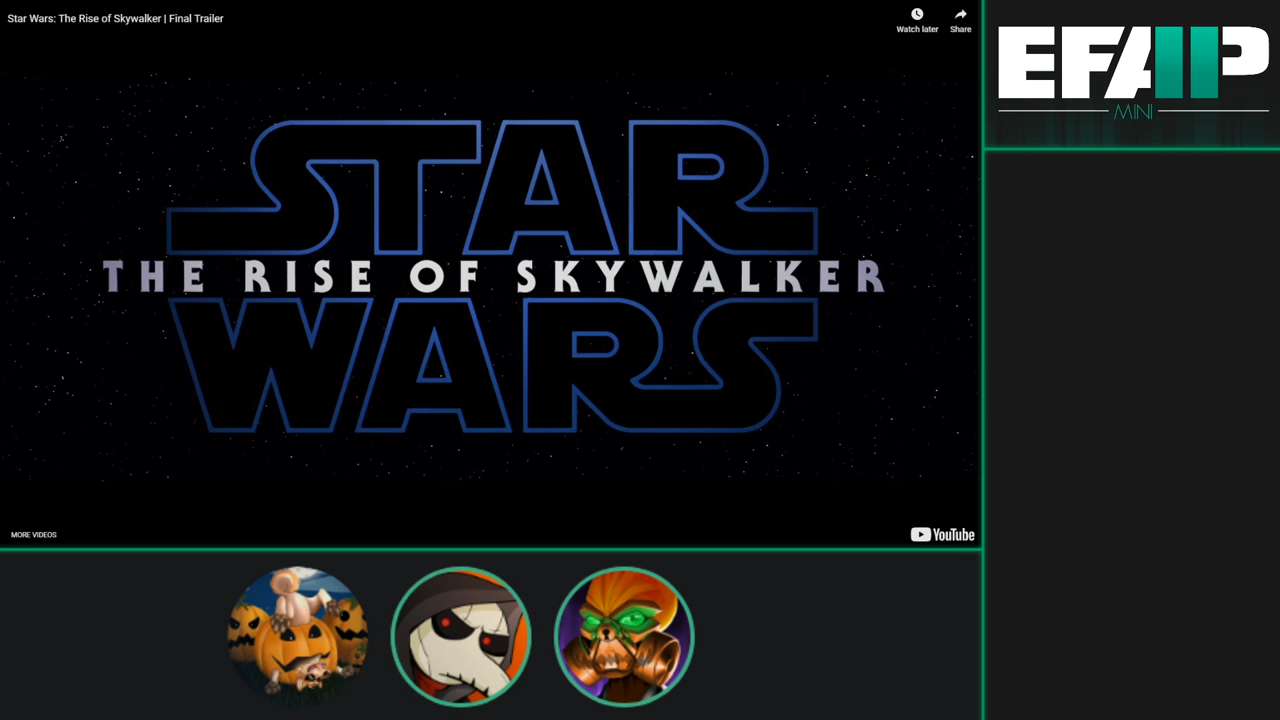 Star Wars: The Rise of Skywalker | Final Trailer
Watch later
Share
STAR
THE RISE OF SKYWALKER
WARS
MORE VIDEOS
YouTube
EFAP
MINI